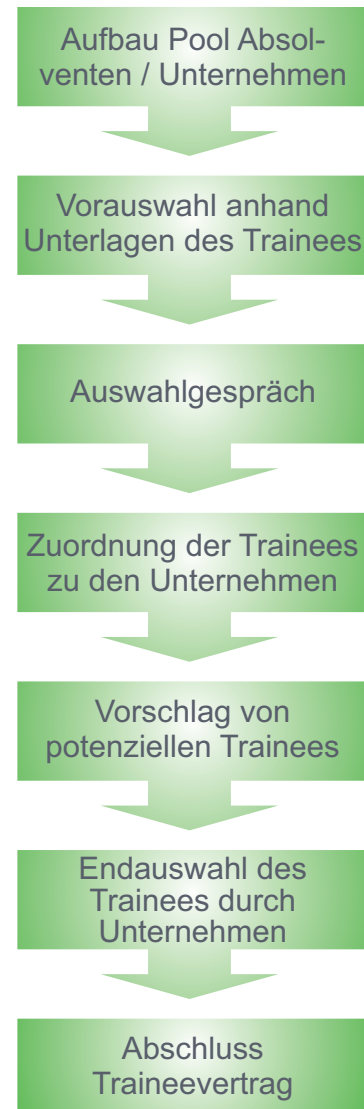 Aufbau Pool Absol-
venten / Unternehmen
Vorauswahl anhand
Unterlagen des Trainees
Auswahlgespräch
Zuordnung der Trainees
zu den Unternehmen
Vorschlag von
potenziellen Trainees
Endauswahl des
Trainees durch
Unternehmen
Abschluss
Traineevertrag